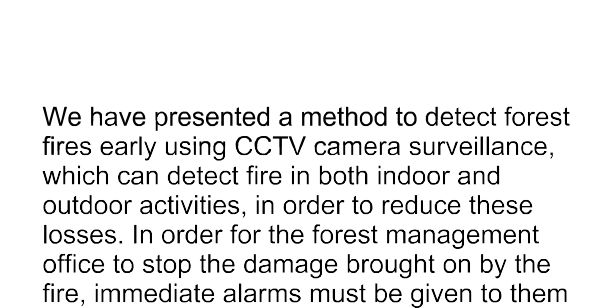 We have presented a method to detect forest
fires early using CCTV camera surveillance,
which can detect fire in both indoor and
outdoor activities, in order to reduce these
losses. In order for the forest management
office to stop the damage brought on by the
fire, immediate alarms must be given to them